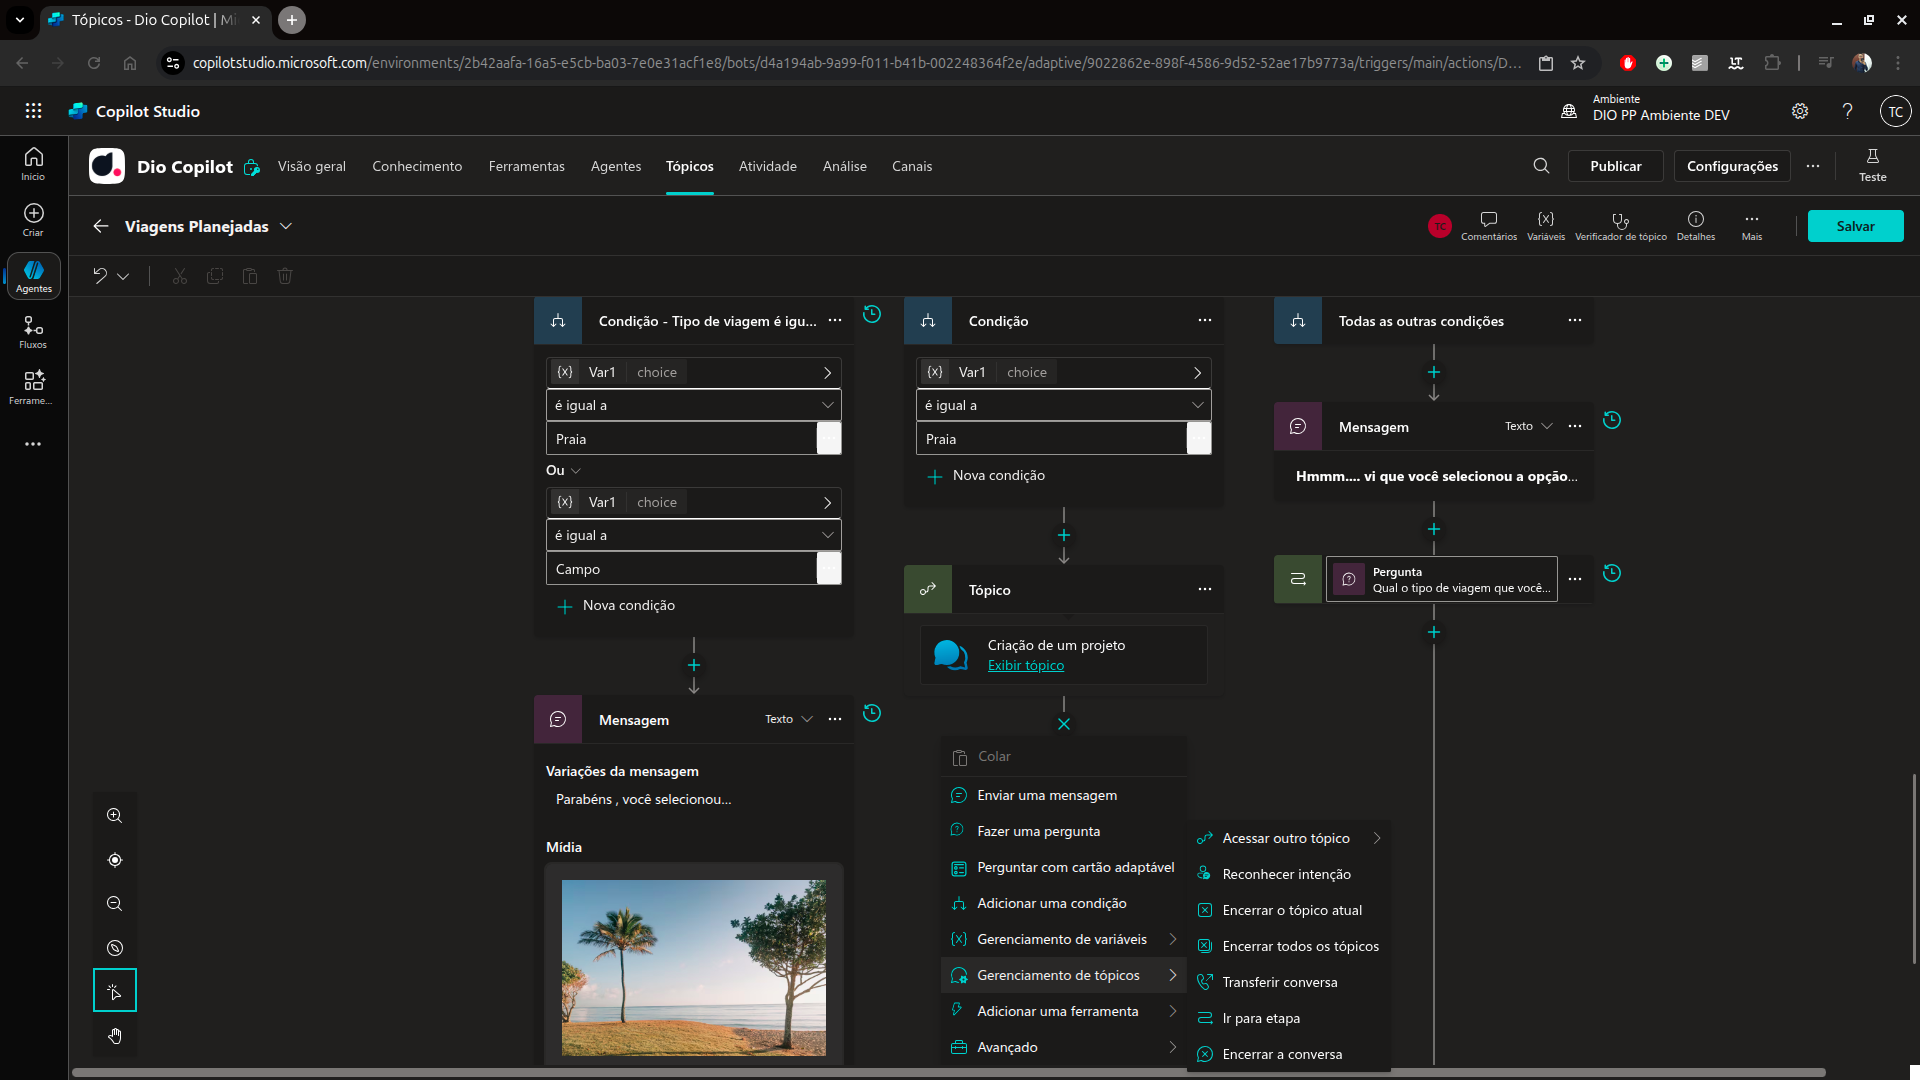 Tópicos - Dio Copilot | Mi
copilotstudio.microsoft.com/environments/2b42aafa-16a5-e5cb-ba03-7e0e31acf1e8/bots/d4a194ab-9a99-f011-b41b-002248364f2e/adaptive/9022862e-898f-4586-9d52-52ae17b9773a/triggers/main/actions/D...
Copilot Studio
Ambiente
DIO PP Ambiente DEV
TC
Início
Criar
Agentes
Fluxos
Ferrame...
Dio Copilot
Visão geral
Conhecimento
Ferramentas
Agentes
Tópicos
Atividade
Análise
Canais
Publicar
Configurações
Teste
Viagens Planejadas
TC
Comentários
Variáveis
Verificador de tópico
Detalhes
Mais
Salvar
Condição - Tipo de viagem é igu...
{x} Var1 choice
é igual a
Praia
Ou
{x} Var1 choice
é igual a
Campo
Nova condição
Mensagem
Texto
Variações da mensagem
Parabéns , você selecionou...
Mídia
Condição
{x} Var1 choice
é igual a
Praia
Nova condição
Tópico
Criação de um projeto
Exibir tópico
Colar
Enviar uma mensagem
Fazer uma pergunta
Perguntar com cartão adaptável
Adicionar uma condição
{x} Gerenciamento de variáveis
Gerenciamento de tópicos
Adicionar uma ferramenta
Avançado
Acessar outro tópico
Reconhecer intenção
Encerrar o tópico atual
Encerrar todos os tópicos
Transferir conversa
Ir para etapa
Encerrar a conversa
Todas as outras condições
Mensagem
Texto
Hmmm.... vi que você selecionou a opção...
Pergunta
Qual o tipo de viagem que você...